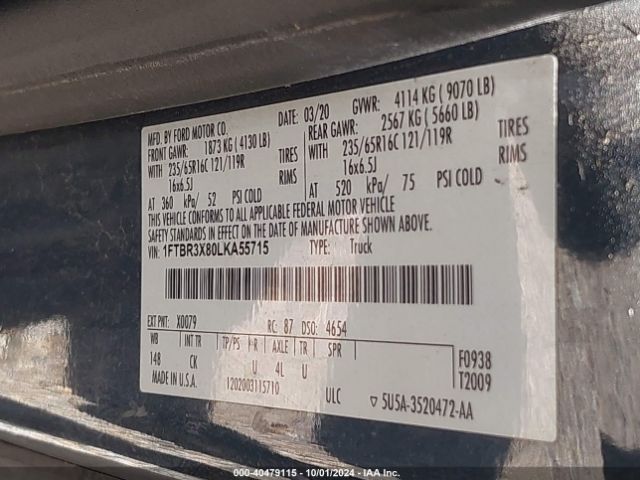 MFD. BY FORD MOTOR CO.
DATE: 03/20 GVWR: 4114 KG ( 9070 LB)
FRONT GAWR: 1873 KG ( 4130 LB) REAR GAWR: 2567 KG ( 5660 LB)
WITH 235/65R16C 121/119R TIRES WITH 235/65R16C 121/119R TIRES
16x6.5J RIMS 16x6.5J RIMS
AT 360 kPa/ 52 PSI COLD AT 520 kPa/ 75 PSI COLD
THIS VEHICLE CONFORMS TO ALL APPLICABLE FEDERAL MOTOR VEHICLE
SAFETY STANDARDS IN EFFECT ON THE DATE OF MANUFACTURE SHOWN ABOVE.
VIN: 1FTBR3X80LKA55715 TYPE: Truck
EXT PNT: X0079 RC: 87 DSO: 4654
WB INT TR TP/PS R AXLE TR SPR
148 CK U 4L U
F0938
T2009
MADE IN U.S.A. 1202003115710 ULC ▽ 5U5A-3520472-AA
000-40479115 - 10/01/2024 - IAA Inc.